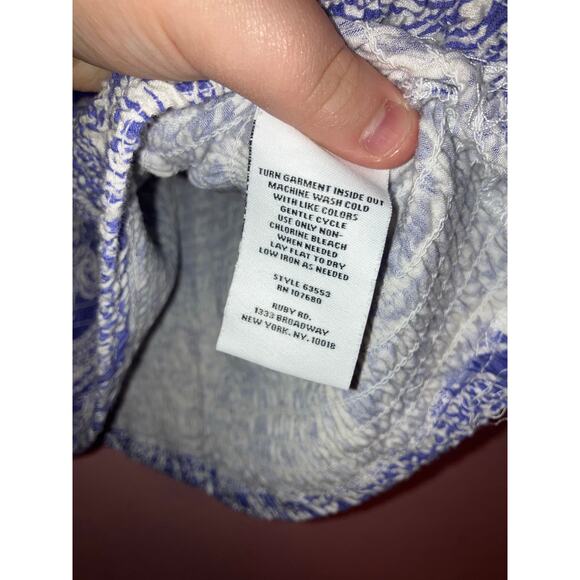 TURN GARMENT INSIDE OUT
MACHINE WASH COLD
WITH LIKE COLORS
GENTLE CYCLE
USE ONLY NON-
CHLORINE BLEACH
WHEN NEEDED
LAY FLAT TO DRY
LOW IRON AS NEEDED
STYLE 63553
RN 107680
RUBY RD.
1333 BROADWAY
NEW YORK, NY, 10018